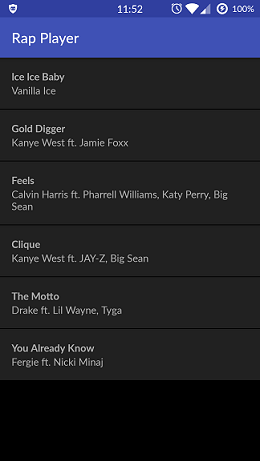 11:52
100%
Rap Player
Ice Ice Baby
Vanilla Ice
Gold Digger
Kanye West ft. Jamie Foxx
Feels
Calvin Harris ft. Pharrell Williams, Katy Perry, Big
Sean
Clique
Kanye West ft. JAY-Z, Big Sean
The Motto
Drake ft. Lil Wayne, Tyga
You Already Know
Fergie ft. Nicki Minaj